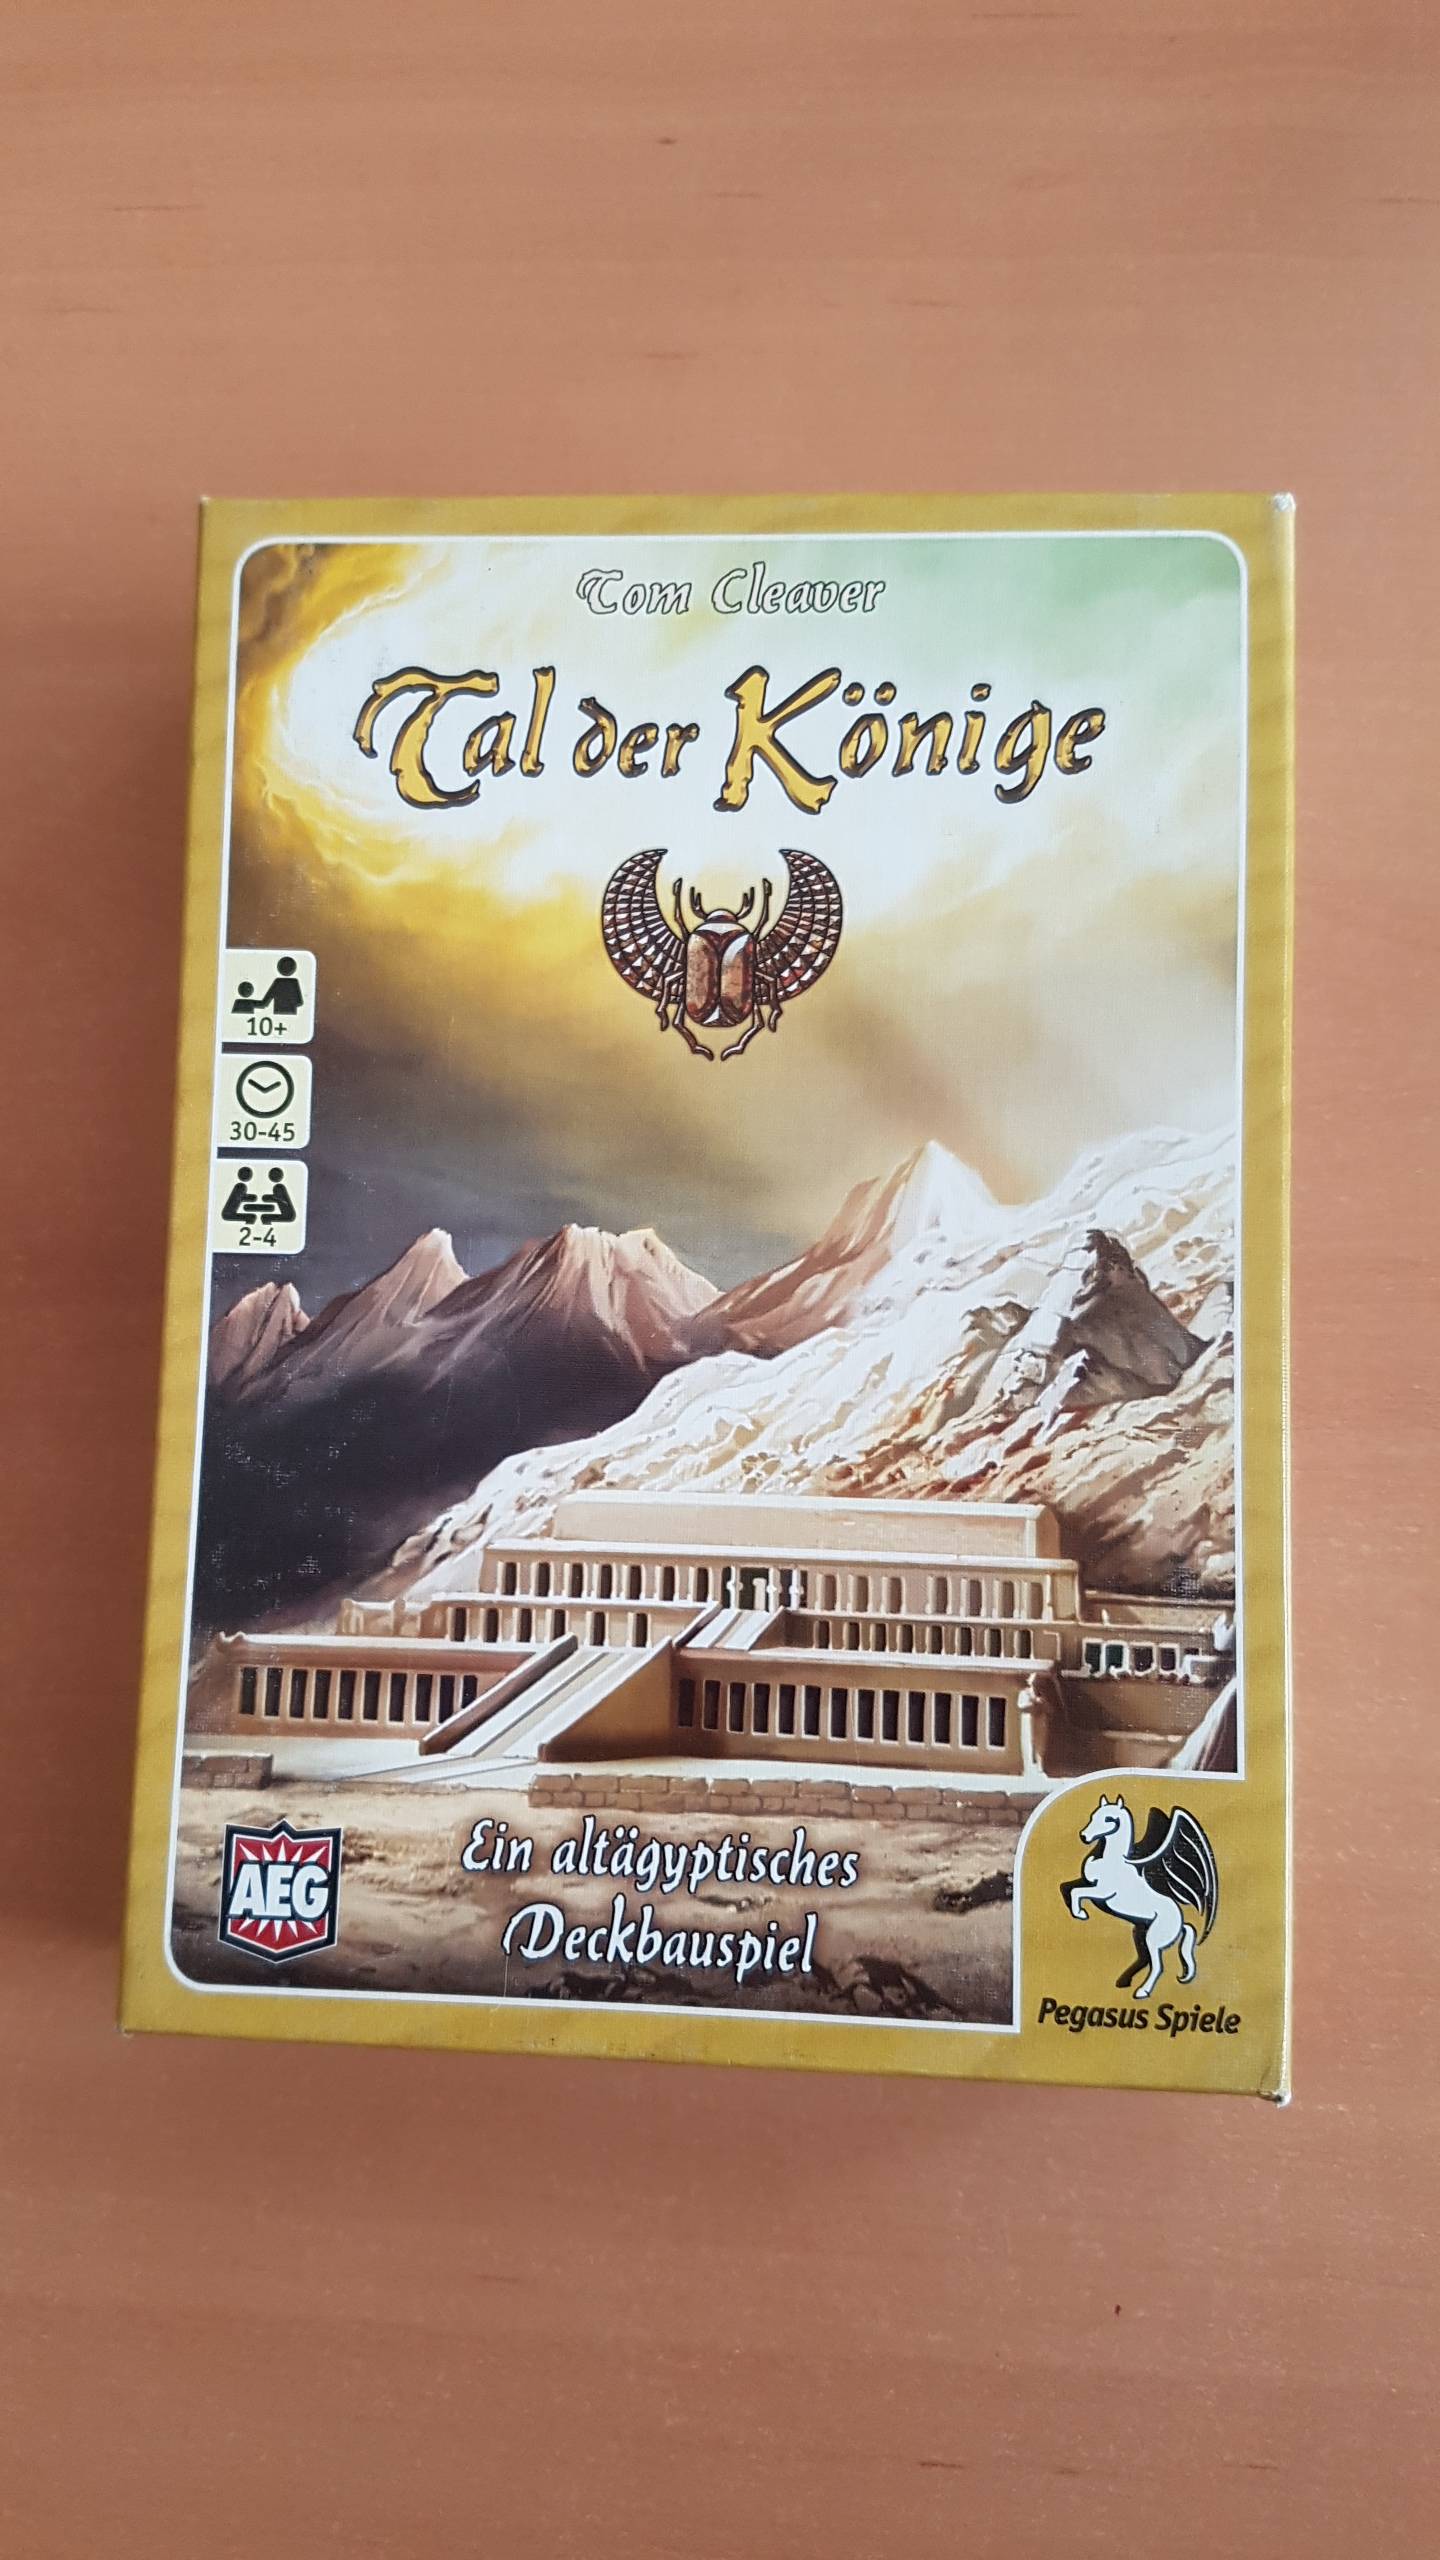 Tom Cleaver
Tal der Könige
10+
30-45
2-4
Ein altägyptisches
Deckbauspiel
AEG
Pegasus Spiele